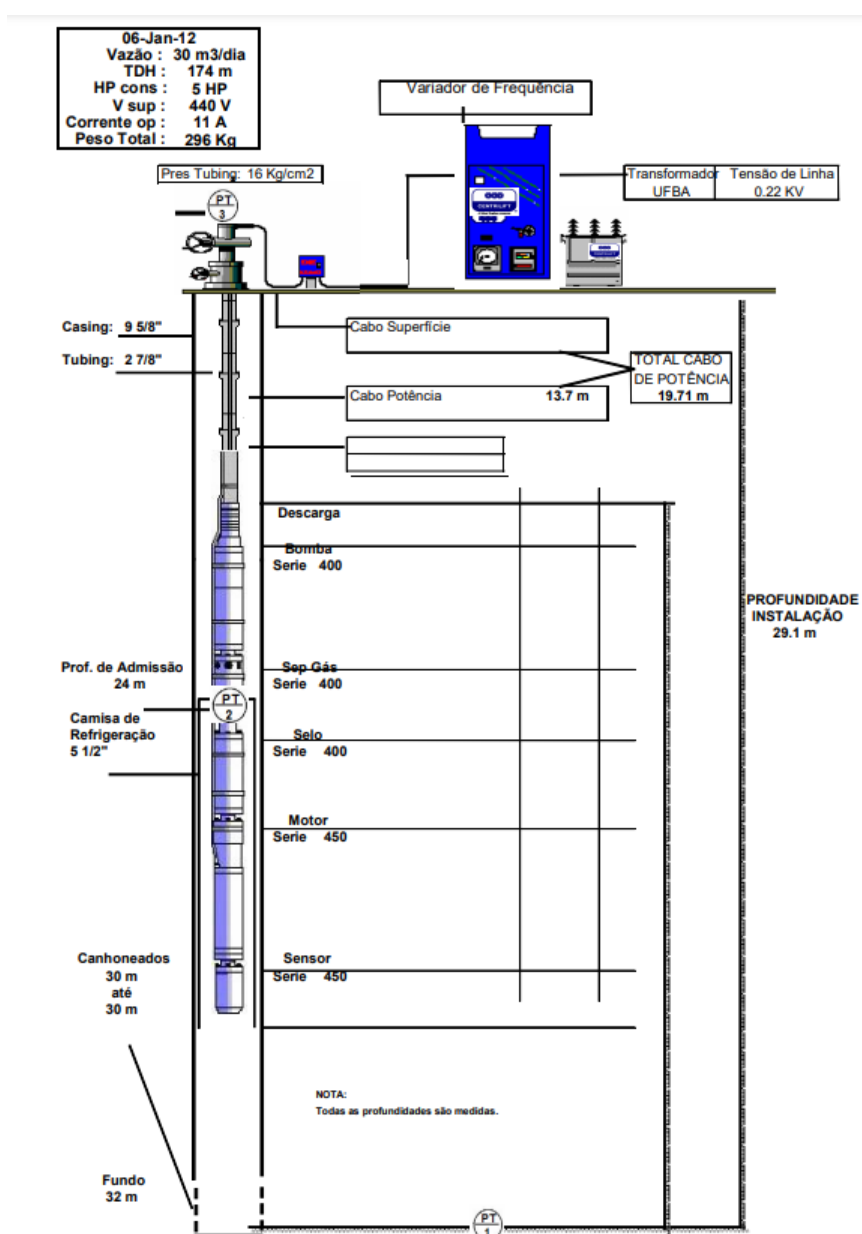 06-Jan-12
Vazão : 30 m3/dia
TDH : 174 m
HP cons : 5 HP
V sup : 440 V
Corrente op : 11 A
Peso Total : 296 Kg
Variador de Frequência
Pres Tubing: 16 Kg/cm2
Transformador Tensão de Linha
UFBA 0.22 KV
PT
3
CENTRILIFT
Casing: 9 5/8"
Cabo Superfície
Tubing: 2 7/8"
TOTAL CABO
DE POTÊNCIA
19.71 m
Cabo Potência 13.7 m
Descarga
Bomba
Serie 400
PROFUNDIDADE
INSTALAÇÃO
29.1 m
Prof. de Admissão
24 m
Sep Gás
Serie 400
PT
2
Camisa de
Refrigeração
5 1/2"
Selo
Serie 400
Motor
Serie 450
Canhoneados
30 m
até
30 m
Sensor
Serie 450
NOTA:
Todas as profundidades são medidas.
Fundo
32 m
PT
1